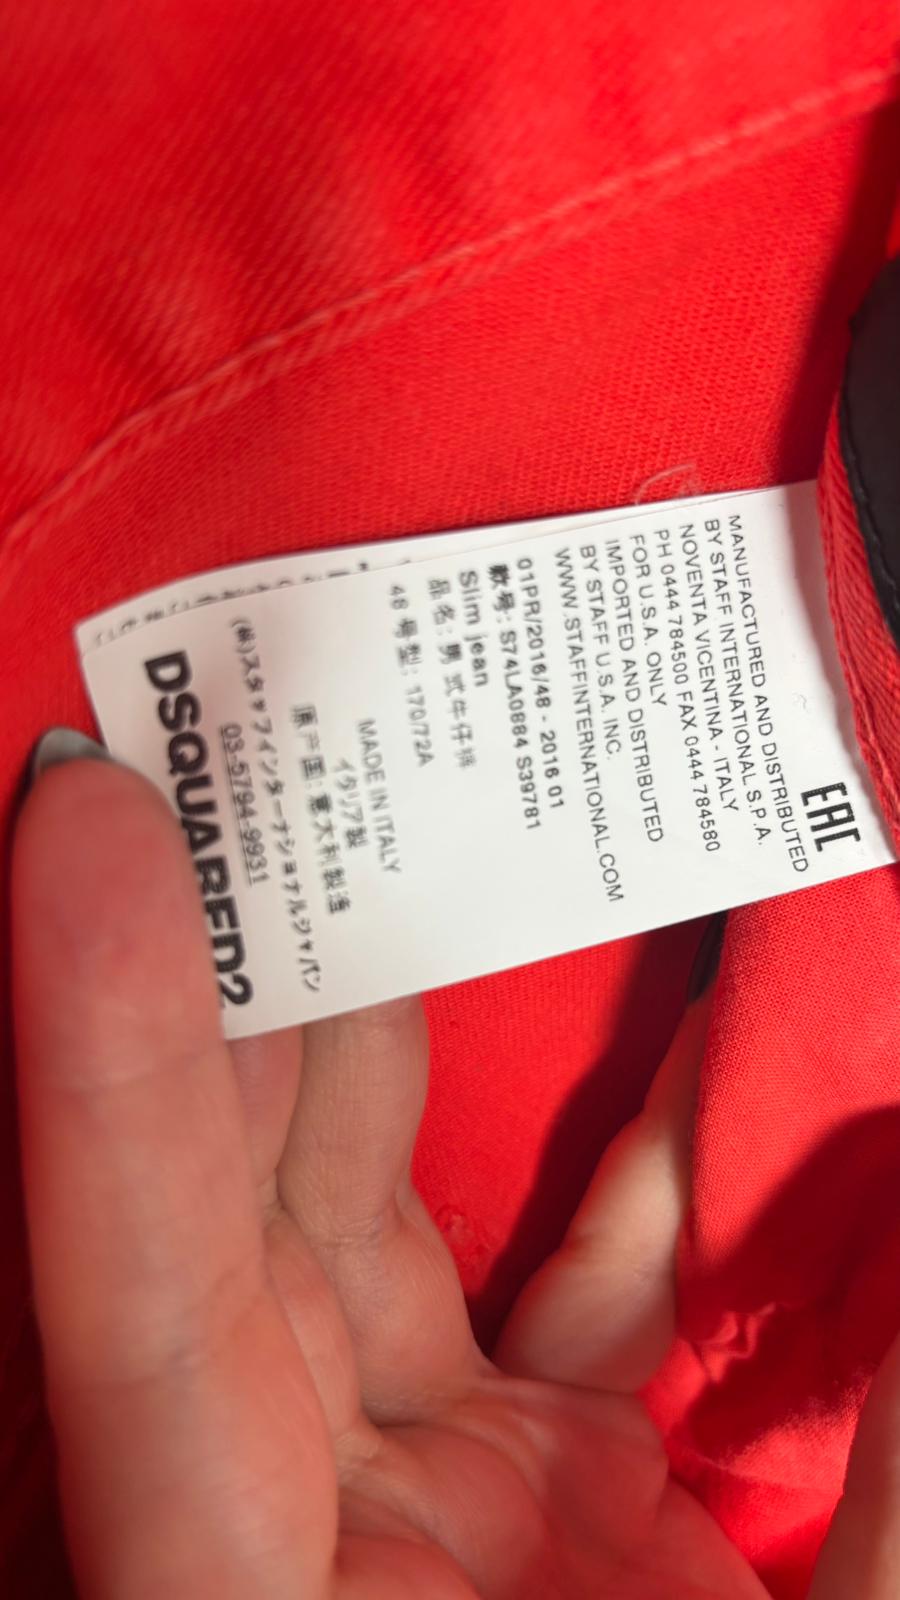 EAC
MANUFACTURED AND DISTRIBUTED
BY STAFF INTERNATIONAL S.P.A.
NOVENTA VICENTINA - ITALY
PH 0444 784500 FAX 0444 784580
FOR U.S.A. ONLY
IMPORTED AND DISTRIBUTED
BY STAFF U.S.A. INC.
WWW.STAFFINTERNATIONAL.COM
01PR/2016/48 - 2016 01
款号: S74LA0884 S39781
Slim jean
品名: 男式牛仔裤
48 号型: 170/72A
MADE IN ITALY
イタリア製
原产国: 意大利製造
(株)スタッフインターナショナルジャパン
03-5794-9931
DSQUARED2